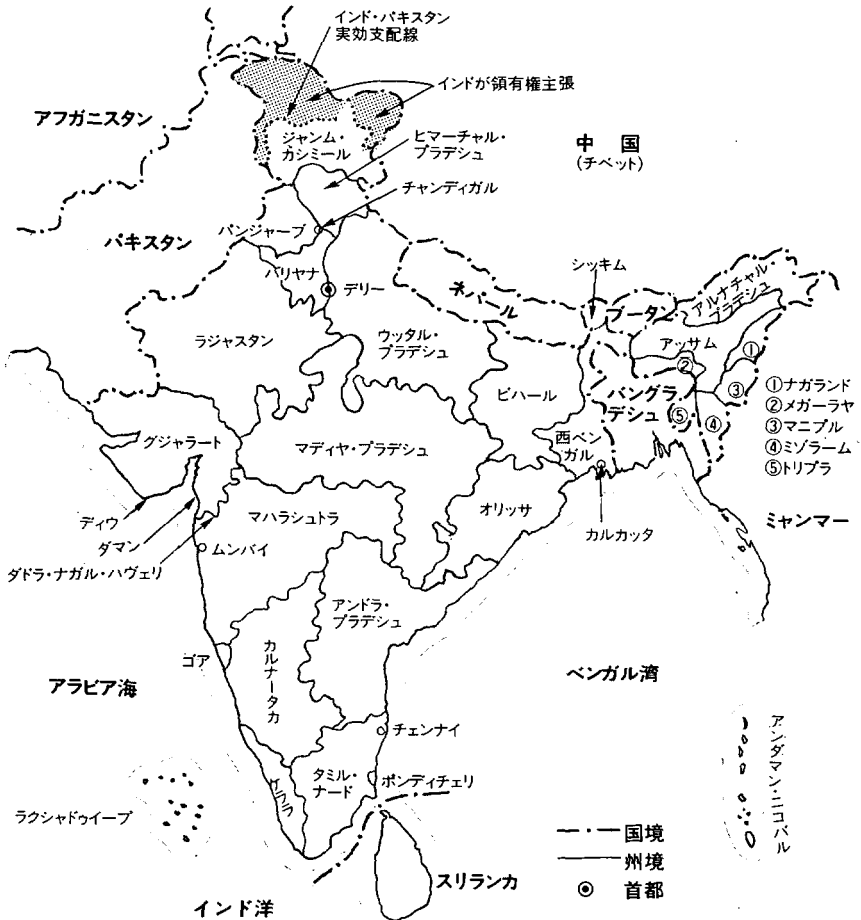 インド・パキスタン
実効支配線
インドが領有権主張
アフガニスタン
ジャンム・
カシミール
ヒマーチャル・
プラデシュ
中国
(チベット)
チャンディガル
パンジャーブ
パキスタン
ハリヤナ
デリー
シッキム
ネパール
ブータン
アルナチャル・
プラデシュ
ラジャスタン
ウッタル・
プラデシュ
アッサム
ビハール
バングラ
デシュ
①
②
③
④
⑤
①ナガランド
②メガーラヤ
③マニプル
④ミゾラーム
⑤トリプラ
グジャラート
マディヤ・プラデシュ
西ベン
ガル
オリッサ
カルカッタ
ミャンマー
ディウ
ダマン
ダドラ・ナガル・ハヴェリ
マハラシュトラ
ムンバイ
アンドラ・
プラデシュ
ゴア
カルナータカ
アラビア海
ベンガル湾
チェンナイ
タミル・
ナード
ポンディチェリ
ケララ
ラクシャドゥイープ
アンダマン・ニコバル
スリランカ
インド洋
国境
州境
首都